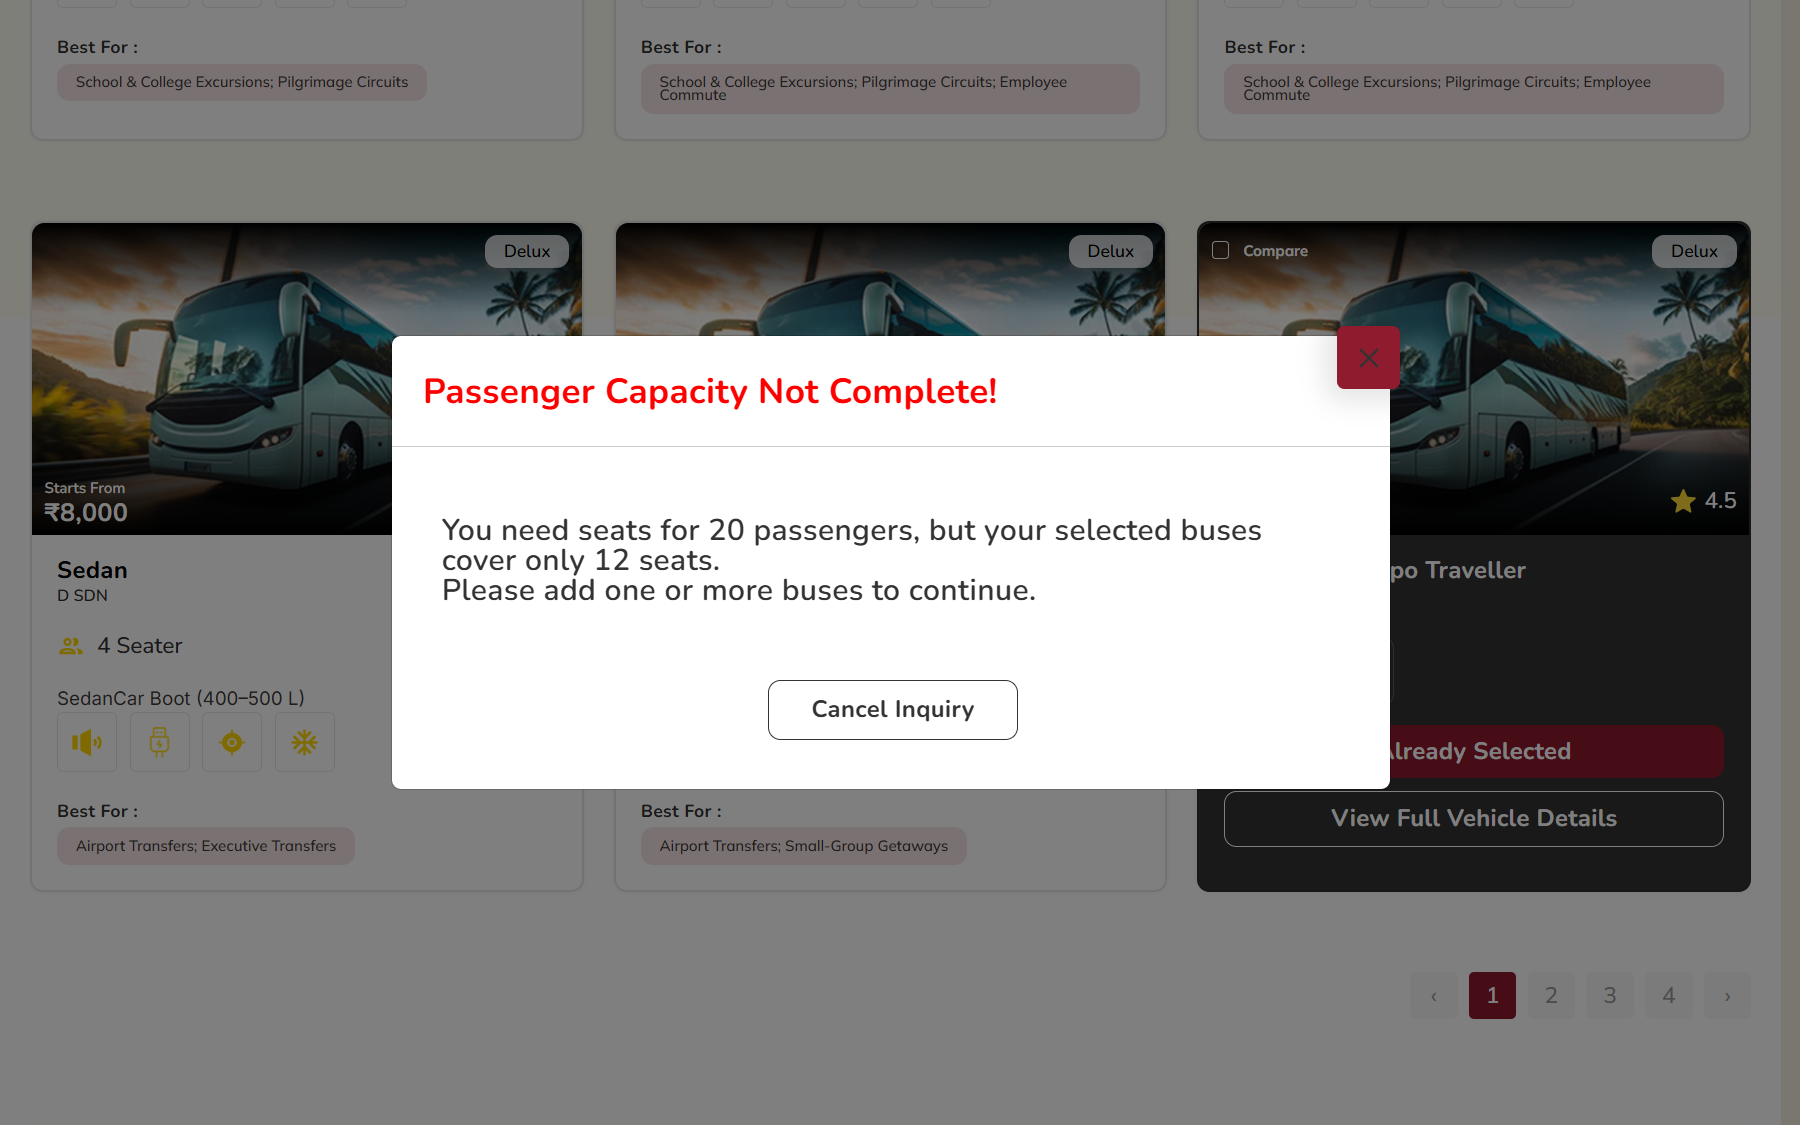 Best For :
School & College Excursions; Pilgrimage Circuits
Best For :
School & College Excursions; Pilgrimage Circuits; Employee
Commute
Best For :
School & College Excursions; Pilgrimage Circuits; Employee
Commute
Delux
Delux
Compare
Delux
Passenger Capacity Not Complete!
You need seats for 20 passengers, but your selected buses
cover only 12 seats.
Please add one or more buses to continue.
Cancel Inquiry
Starts From
₹8,000
Sedan
D SDN
4 Seater
SedanCar Boot (400–500 L)
Best For :
Airport Transfers; Executive Transfers
Best For :
Airport Transfers; Small-Group Getaways
4.5
Traveller
Already Selected
View Full Vehicle Details
‹ 1 2 3 4 ›